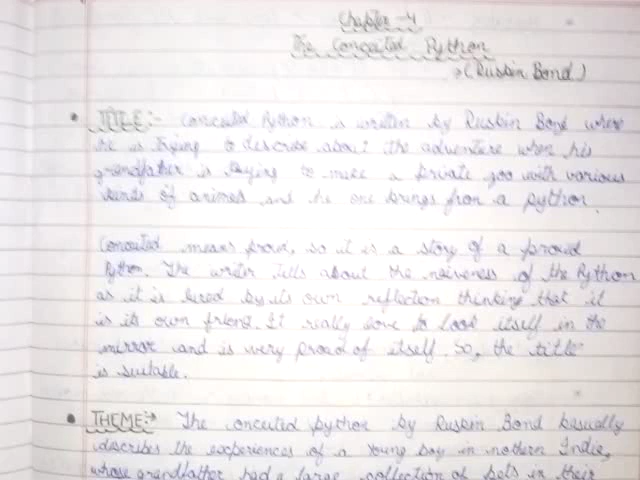 Chapter-4
The Conceited Python
→(Ruskin Bond)
• TITLE:- Conceited Python is written by Ruskin Bond where
he is trying to describe about the adventure when his
grandfather is trying to make a private zoo with various
kinds of animes and he one brings from a python.
Conceited means proud, so it is a story of a proud
Python. The writer tells about the naiveness of the Python
as it is lured by its own reflection thinking that it
is its own friend. It really love to look itself in the
mirror and is very proud of itself. So, the title
is suitable.
• THEME:→ The conceited python by Ruskin Bond basically
describes the experiences of a young boy in nothern India,
whose grandfather had a large collection of pets in their